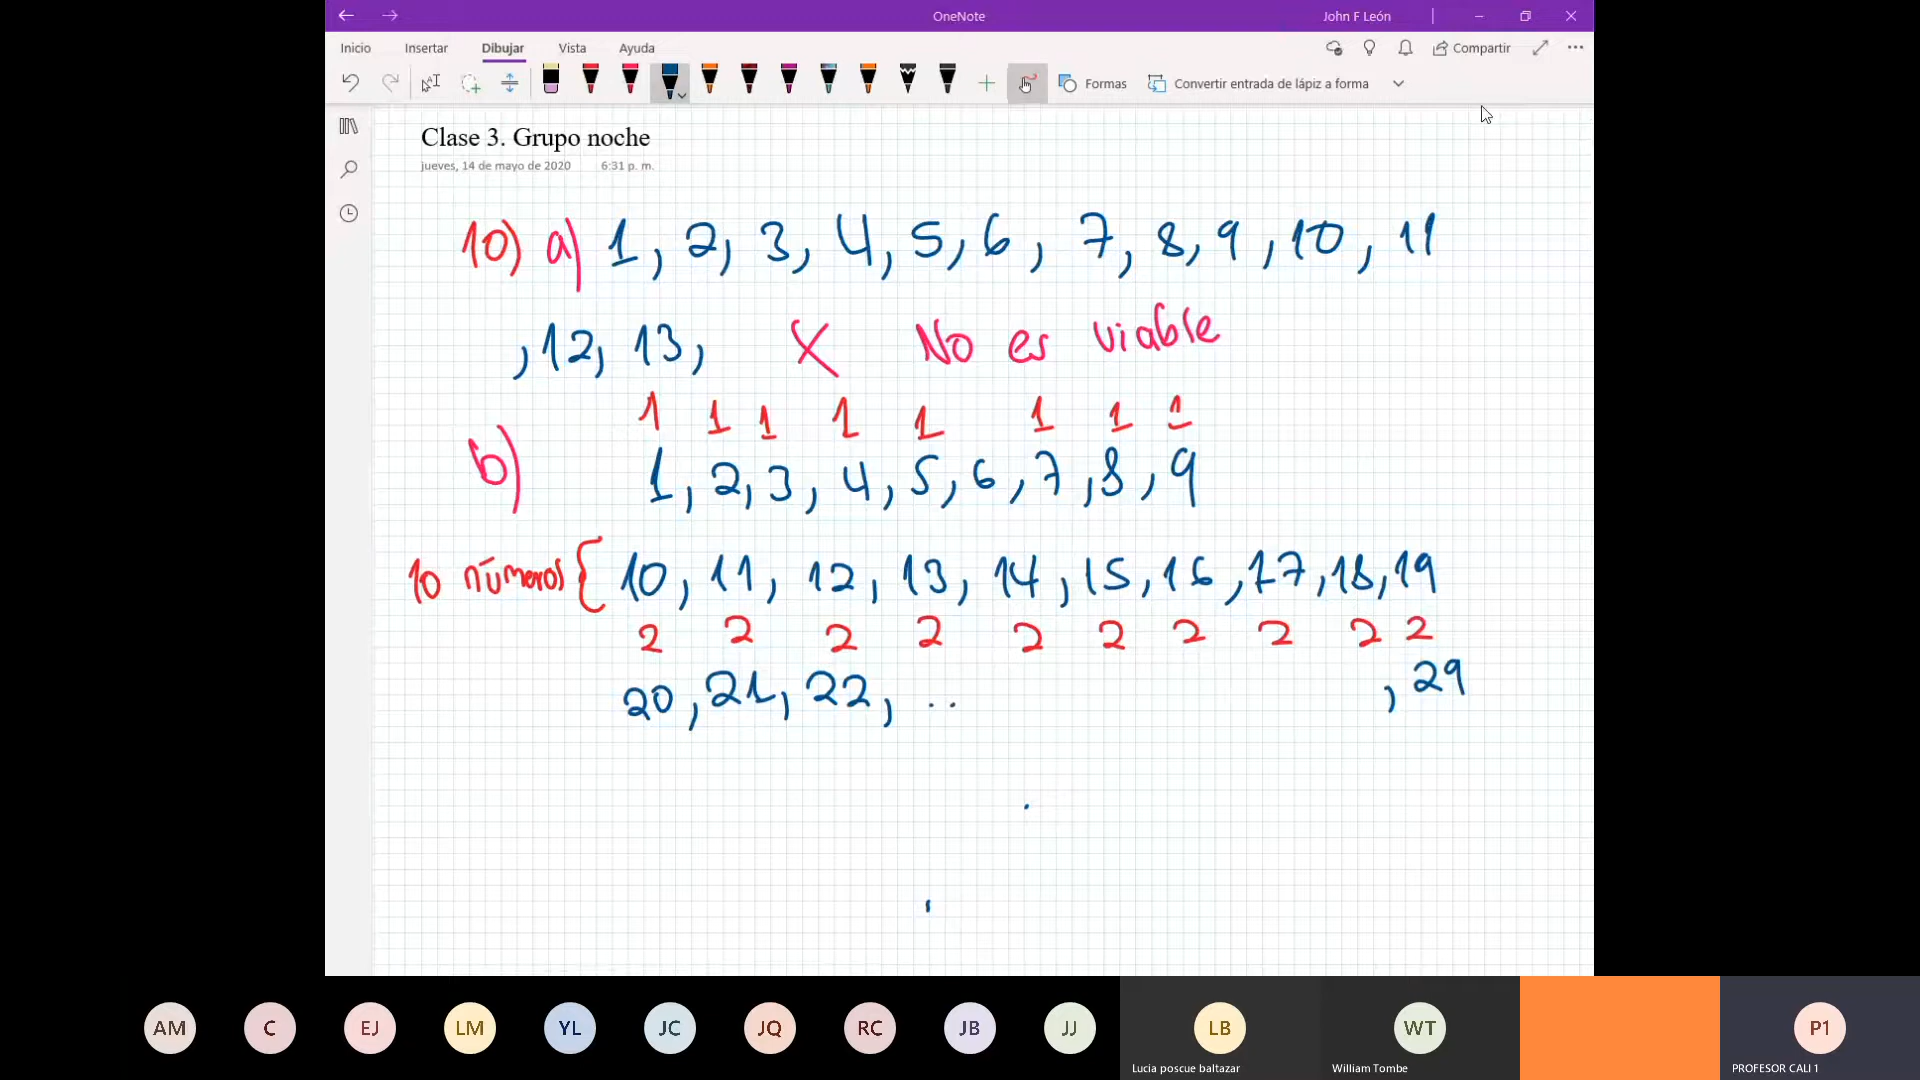 OneNote
John F León
Inicio Insertar Dibujar Vista Ayuda Compartir
Formas Convertir entrada de lápiz a forma
Clase 3. Grupo noche
jueves, 14 de mayo de 2020 6:31 p. m.
10) a) 1, 2, 3, 4, 5, 6, 7, 8, 9, 10, 11
, 12, 13, X No es viable
1 1 1 1 1 1 1 1
b) 1, 2, 3, 4, 5, 6, 7, 8, 9
10 números { 10, 11, 12, 13, 14, 15, 16, 17, 18, 19
2 2 2 2 2 2 2 2 2 2
20, 21, 22, .. , 29
AM C EJ LM YL JC JQ RC JB JJ LB WT P1
Lucia poscue baltazar William Tombe PROFESOR CALI 1